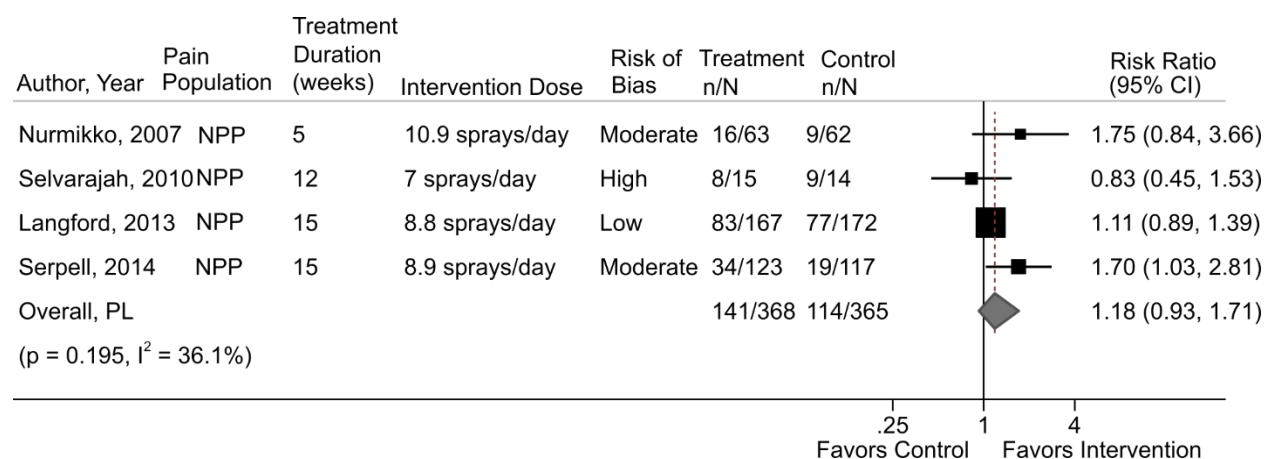 Author, Year Pain Population Treatment Duration (weeks) Intervention Dose Risk of Bias Treatment n/N Control n/N Risk Ratio (95% CI)
Nurmikko, 2007 NPP 5 10.9 sprays/day Moderate 16/63 9/62 1.75 (0.84, 3.66)
Selvarajah, 2010 NPP 12 7 sprays/day High 8/15 9/14 0.83 (0.45, 1.53)
Langford, 2013 NPP 15 8.8 sprays/day Low 83/167 77/172 1.11 (0.89, 1.39)
Serpell, 2014 NPP 15 8.9 sprays/day Moderate 34/123 19/117 1.70 (1.03, 2.81)
Overall, PL 141/368 114/365 1.18 (0.93, 1.71)
(p = 0.195, I² = 36.1%)
.25 1 4
Favors Control Favors Intervention